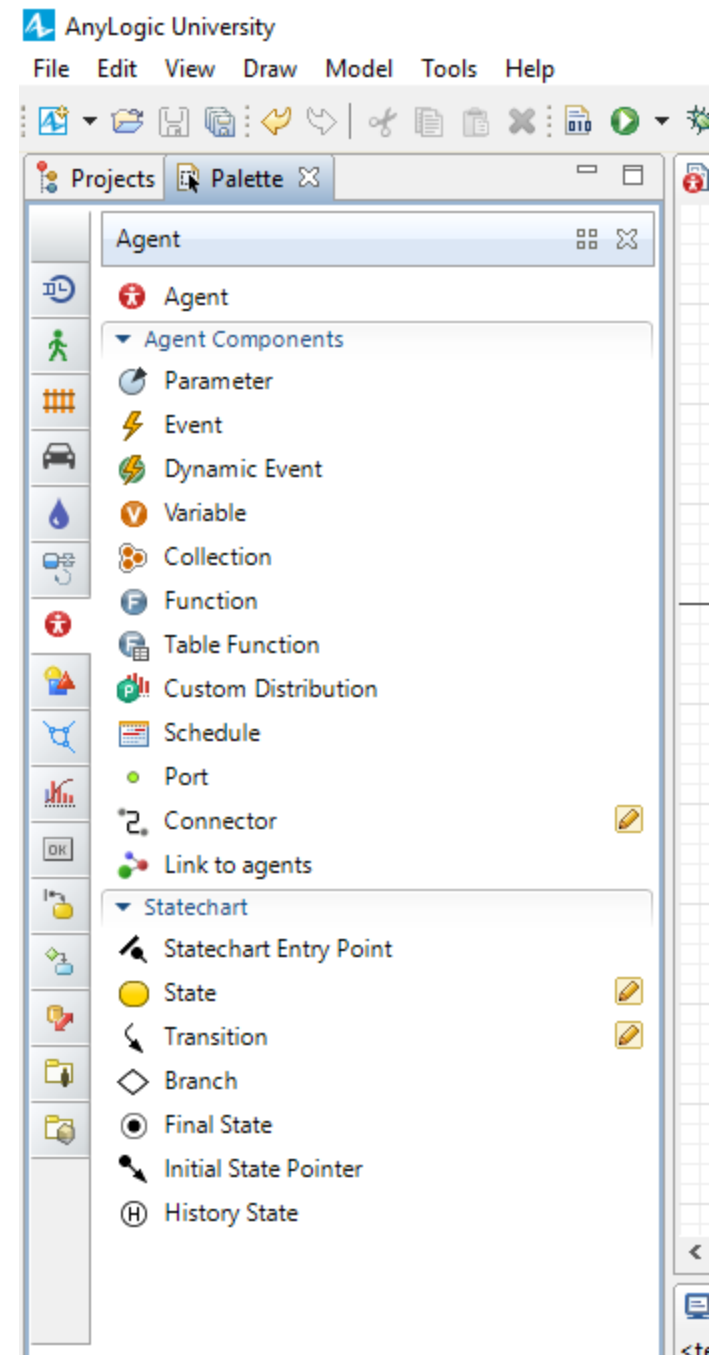 AnyLogic University
File Edit View Draw Model Tools Help
Projects Palette
Agent
Agent
Agent Components
Parameter
Event
Dynamic Event
Variable
Collection
Function
Table Function
Custom Distribution
Schedule
Port
Connector
Link to agents
Statechart
Statechart Entry Point
State
Transition
Branch
Final State
Initial State Pointer
History State
OK